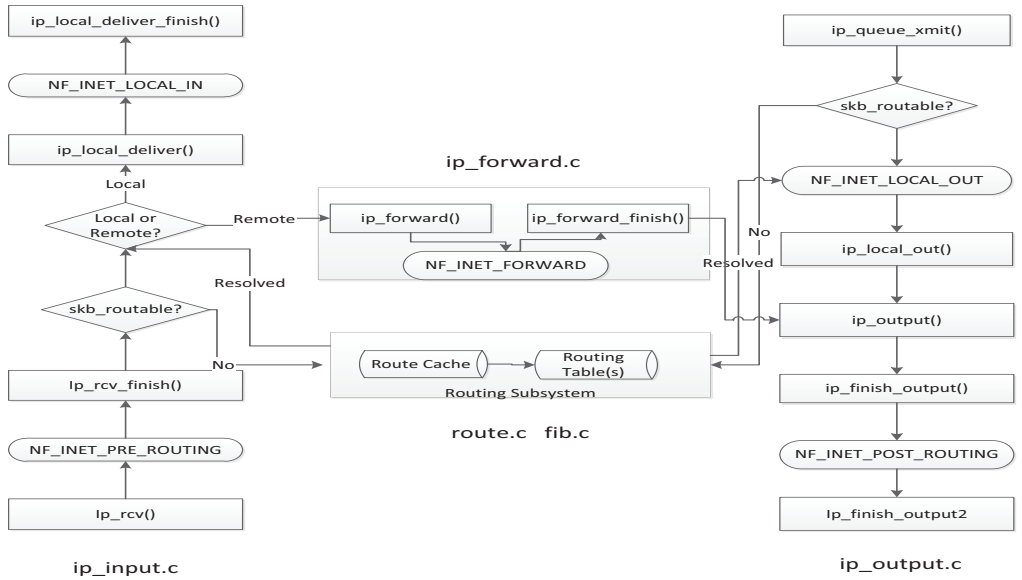 ip_local_deliver_finish()
NF_INET_LOCAL_IN
ip_local_deliver()
Local
Local or
Remote?
Remote
Resolved
skb_routable?
No
Ip_rcv_finish()
NF_INET_PRE_ROUTING
Ip_rcv()
ip_input.c
ip_forward.c
ip_forward()
ip_forward_finish()
NF_INET_FORWARD
Route Cache
Routing
Table(s)
Routing Subsystem
route.c fib.c
ip_queue_xmit()
skb_routable?
NF_INET_LOCAL_OUT
No
Resolved
ip_local_out()
ip_output()
ip_finish_output()
NF_INET_POST_ROUTING
Ip_finish_output2
ip_output.c